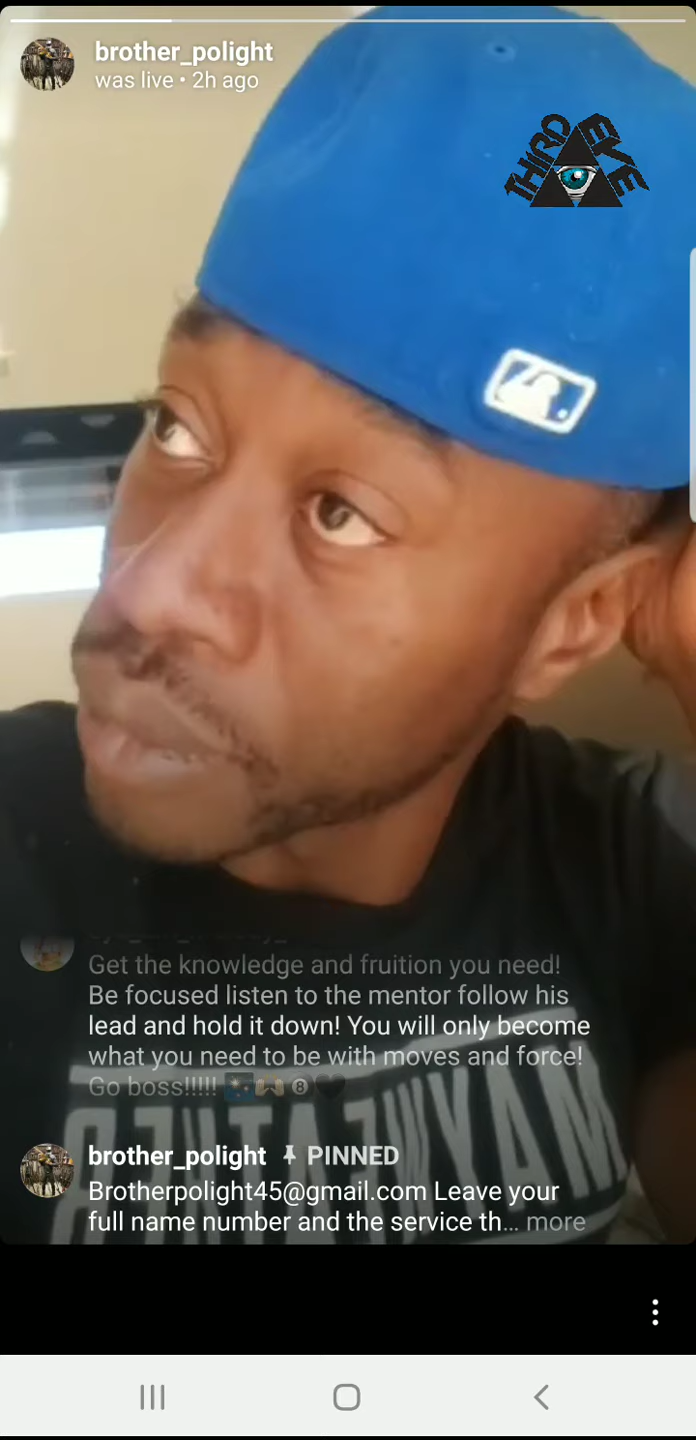 brother_polight
was live • 2h ago
THIRD EYE
Get the knowledge and fruition you need!
Be focused listen to the mentor follow his
lead and hold it down! You will only become
what you need to be with moves and force!
Go boss!!!!! 🌃🙌🏼🎱🖤
brother_polight PINNED
Brotherpolight45@gmail.com Leave your
full name number and the service th... more